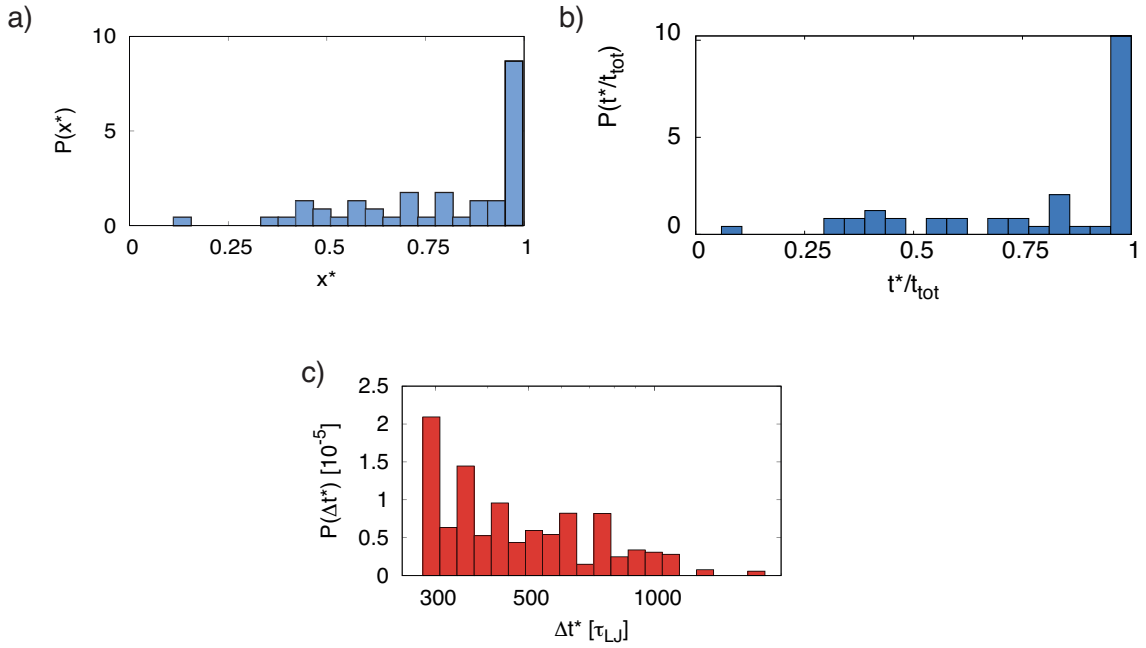 a)
10
5
0
P(x*)
0 0.25 0.5 0.75 1
x*
b)
10
5
0
P(t*/t_tot)
0 0.25 0.5 0.75 1
t*/t_tot
c)
2.5
2
1.5
1
0.5
0
P(Δt*) [10^-5]
300 500 1000
Δt* [τ_LJ]